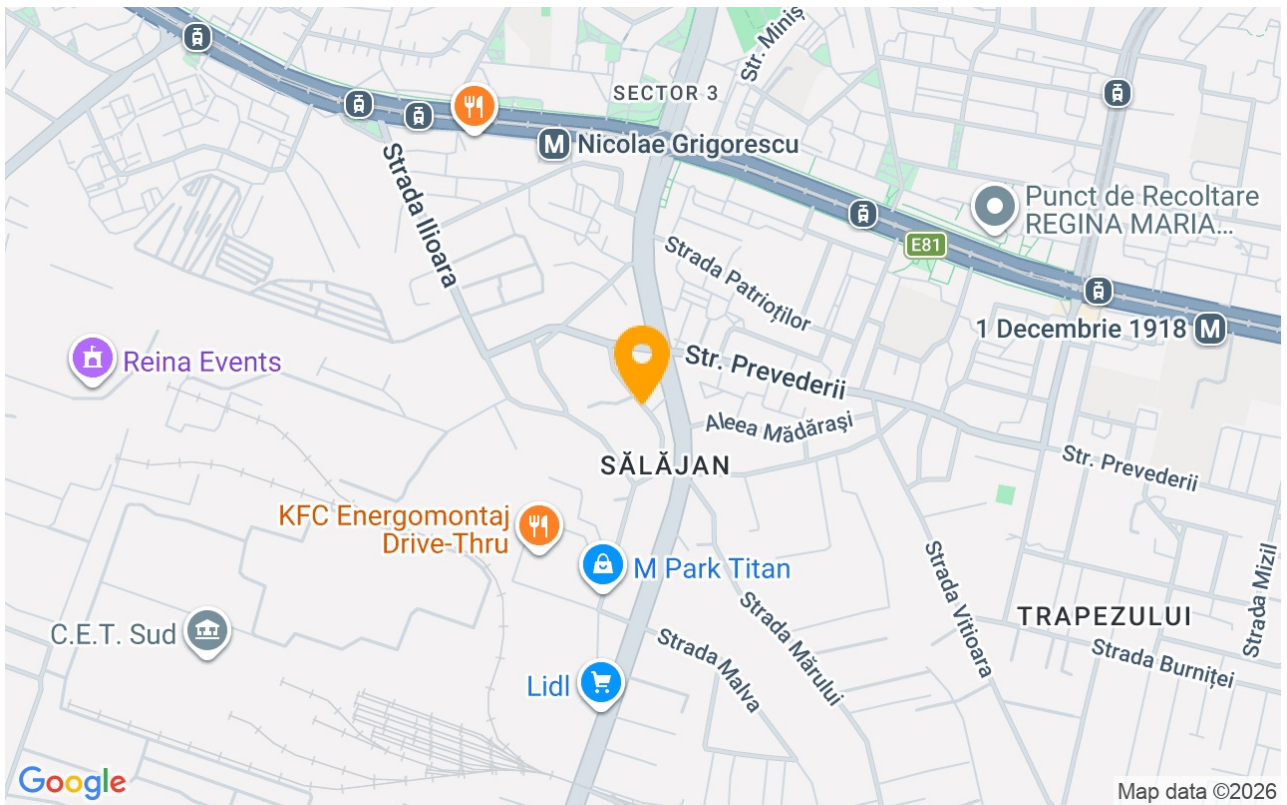 SECTOR 3
Str. Miniș
M Nicolae Grigorescu
Strada Ilioara
Punct de Recoltare
REGINA MARIA...
E81
Strada Patrioților
1 Decembrie 1918 M
Reina Events
Str. Prevederii
Aleea Mădărași
SĂLĂJAN
Str. Prevederii
KFC Energomontaj
Drive-Thru
M Park Titan
Strada Vitioara
Strada Mizil
C.E.T. Sud
TRAPEZULUI
Strada Mărului
Strada Malva
Strada Burniței
Lidl
Google
Map data ©2026